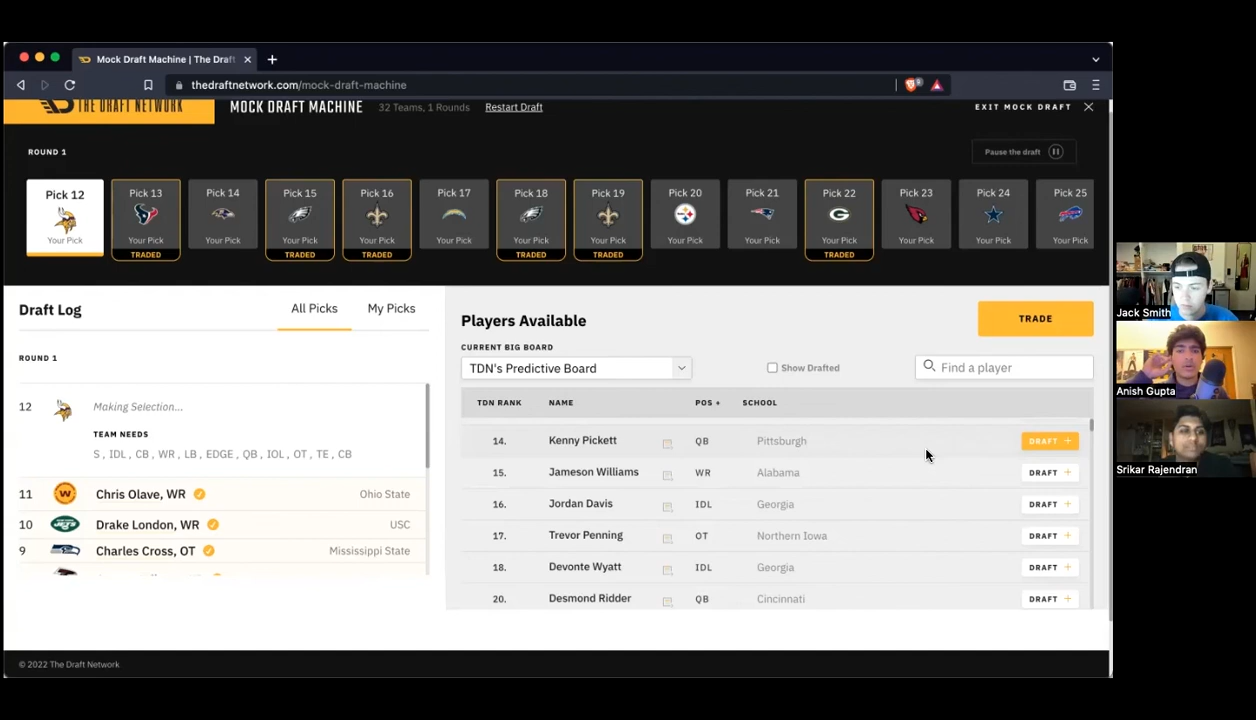 Mock Draft Machine | The Draft
thedraftnetwork.com/mock-draft-machine
THE DRAFT NETWORK
MOCK DRAFT MACHINE
32 Teams, 1 Rounds
Restart Draft
EXIT MOCK DRAFT
ROUND 1
Pause the draft
Pick 12 Pick 13 Pick 14 Pick 15 Pick 16 Pick 17 Pick 18 Pick 19 Pick 20 Pick 21 Pick 22 Pick 23 Pick 24 Pick 25
Your Pick Your Pick Your Pick Your Pick Your Pick Your Pick Your Pick Your Pick Your Pick Your Pick Your Pick Your Pick Your Pick Your Pick
TRADED TRADED TRADED TRADED TRADED TRADED
Draft Log
All Picks
My Picks
ROUND 1
12 Making Selection...
TEAM NEEDS
S , IDL , CB , WR , LB , EDGE , QB , IOL , OT , TE , CB
11 W Chris Olave, WR Ohio State
10 JETS Drake London, WR USC
9 Charles Cross, OT Mississippi State
Players Available
TRADE
CURRENT BIG BOARD
TDN's Predictive Board
Show Drafted
Find a player
TDN RANK NAME POS + SCHOOL
14. Kenny Pickett QB Pittsburgh DRAFT +
15. Jameson Williams WR Alabama DRAFT +
16. Jordan Davis IDL Georgia DRAFT +
17. Trevor Penning OT Northern Iowa DRAFT +
18. Devonte Wyatt IDL Georgia DRAFT +
20. Desmond Ridder QB Cincinnati DRAFT +
© 2022 The Draft Network
Jack Smith
Anish Gupta
Srikar Rajendran